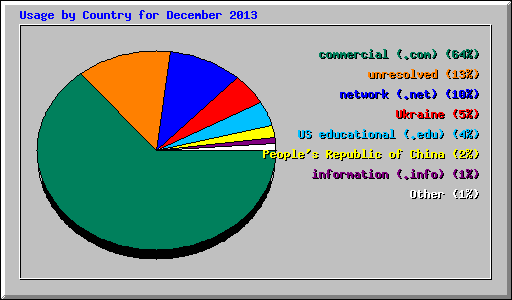 Usage by Country for December 2013
commercial (.com) (64%)
unresolved (13%)
network (.net) (10%)
Ukraine (5%)
US educational (.edu) (4%)
People's Republic of China (2%)
information (.info) (1%)
Other (1%)